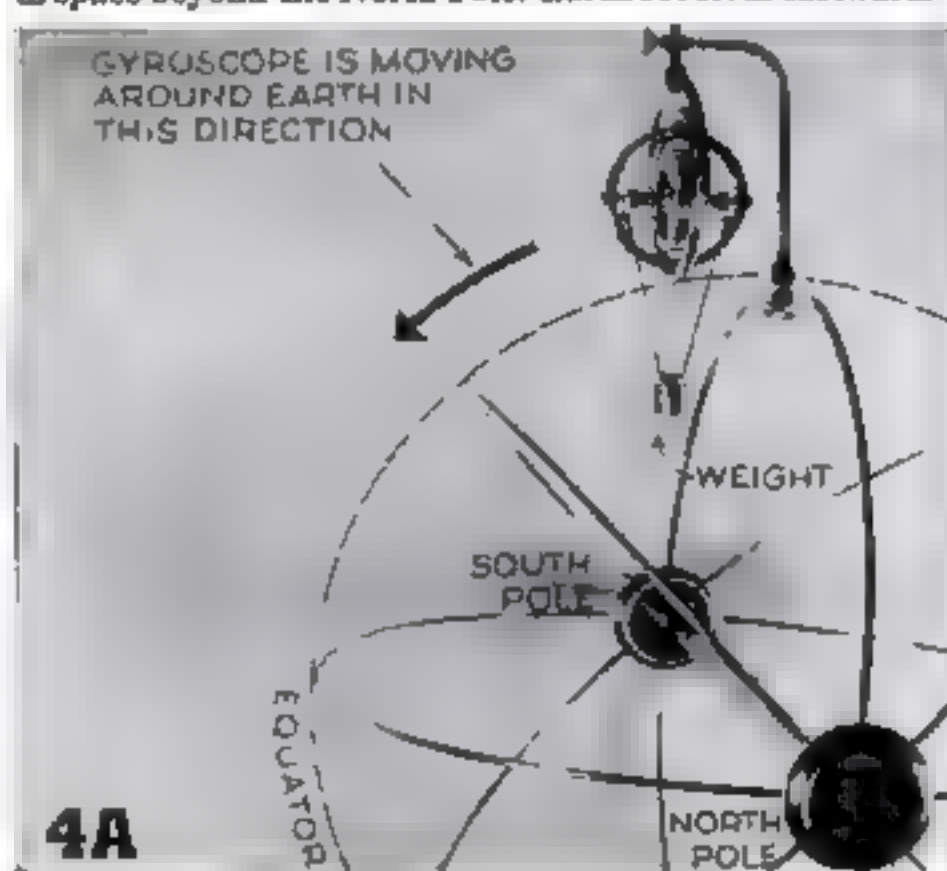 GYROSCOPE IS MOVING
AROUND EARTH IN
THIS DIRECTION
WEIGHT
SOUTH
POLE
EQUATOR
NORTH
POLE
4A